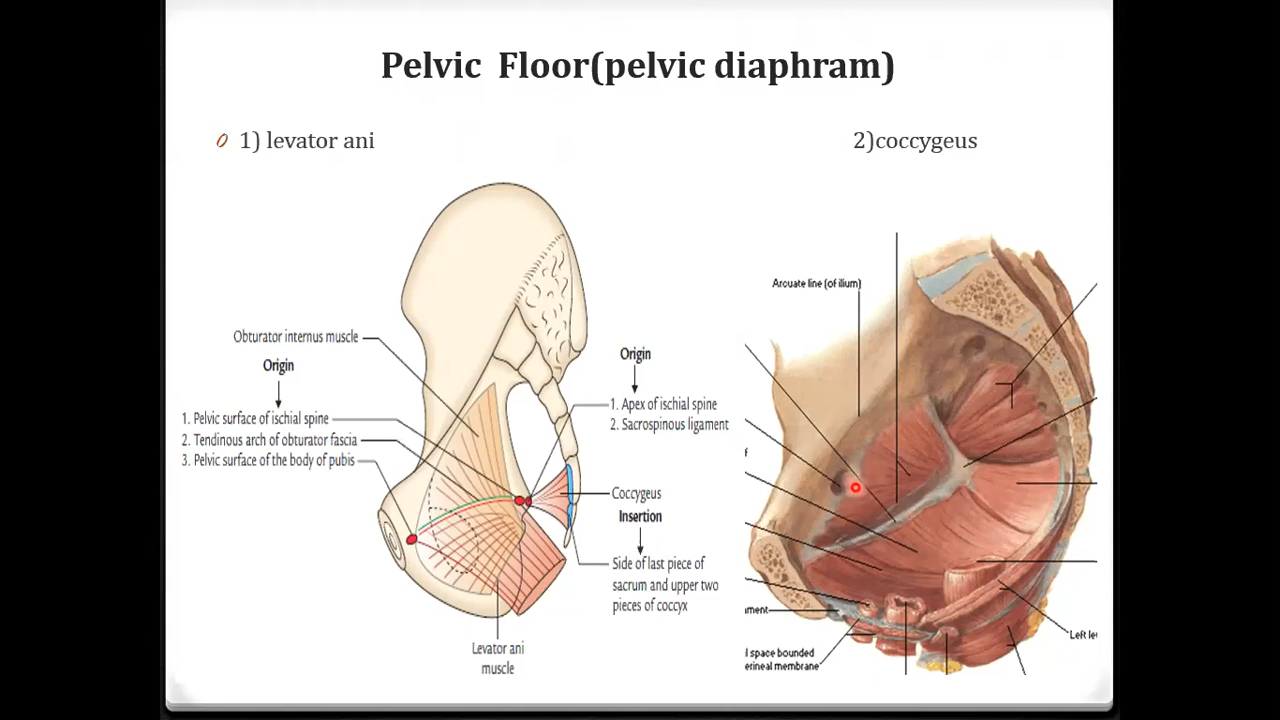 Pelvic Floor(pelvic diaphram)
1) levator ani
2)coccygeus
Obturator internus muscle
Origin
1. Pelvic surface of ischial spine
2. Tendinous arch of obturator fascia
3. Pelvic surface of the body of pubis
Levator ani
muscle
Origin
1. Apex of ischial spine
2. Sacrospinous ligament
Coccygeus
Insertion
Side of last piece of
sacrum and upper two
pieces of coccyx
Arcuate line (of ilium)
f
ment
l space bounded
erineal membrane
Left le